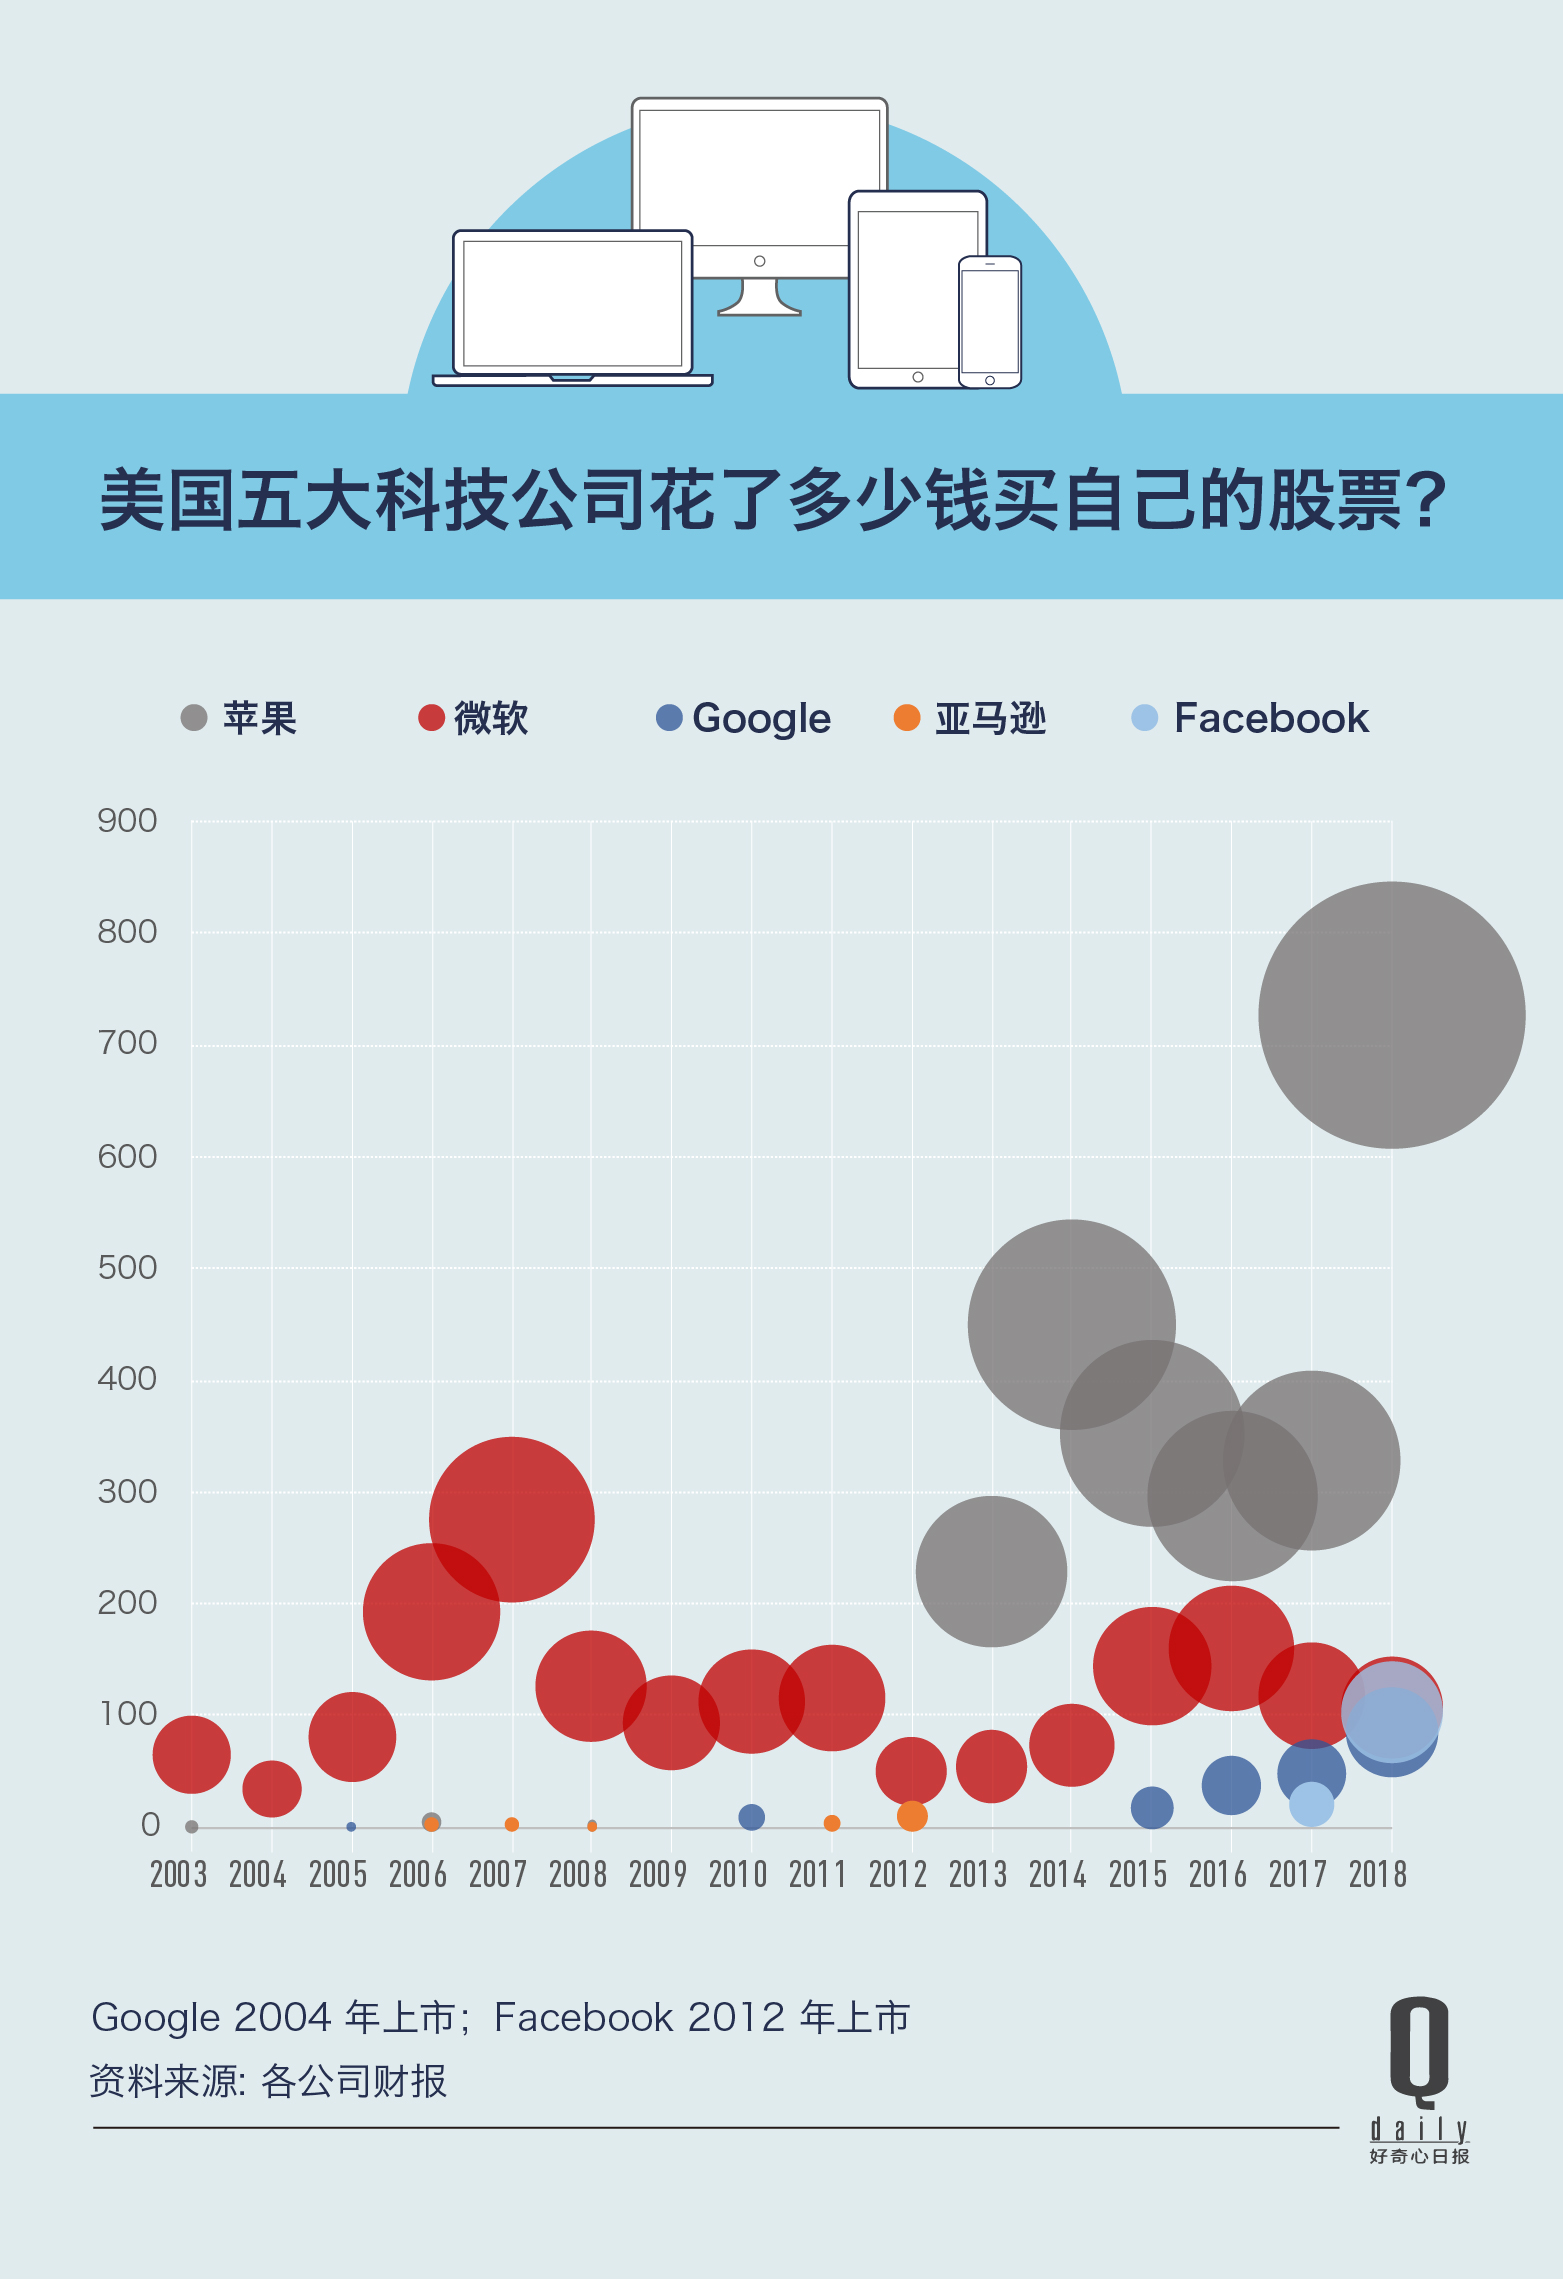 美国五大科技公司花了多少钱买自己的股票?
苹果 微软 Google 亚马逊 Facebook
900
800
700
600
500
400
300
200
100
0
2003 2004 2005 2006 2007 2008 2009 2010 2011 2012 2013 2014 2015 2016 2017 2018
Google 2004 年上市；Facebook 2012 年上市
资料来源: 各公司财报
Q
daily
好奇心日报